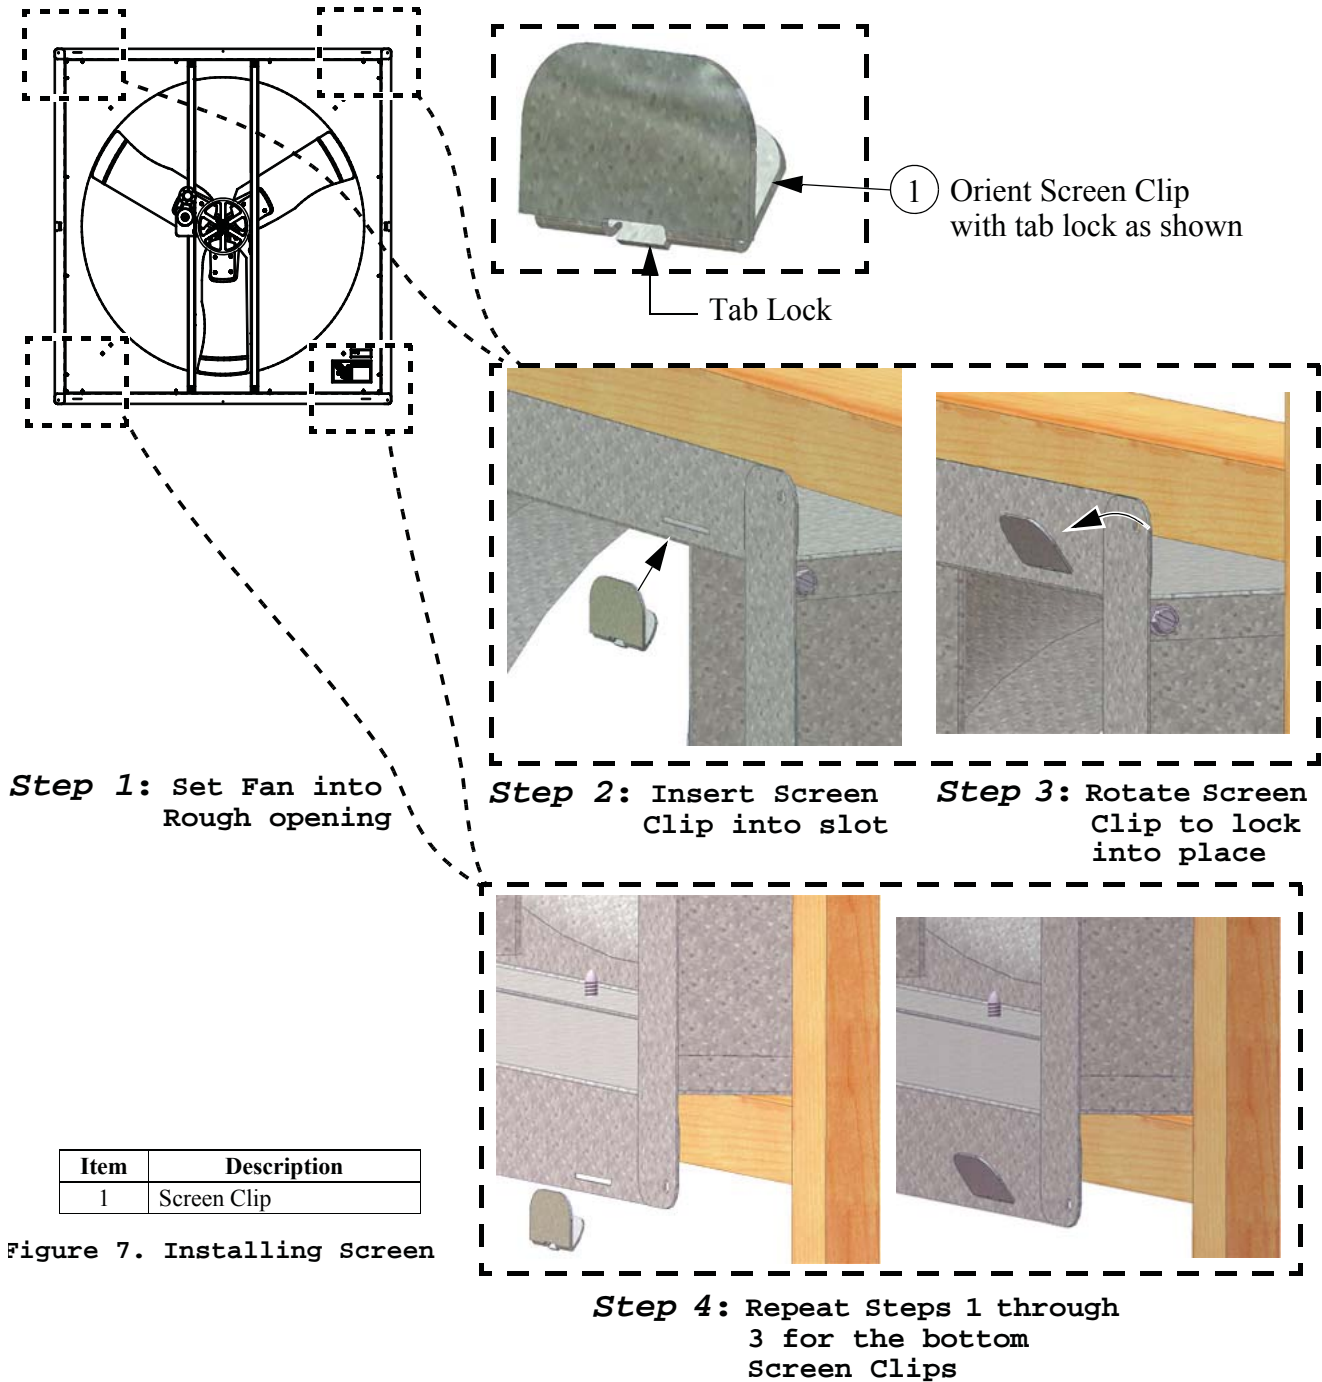 1 Orient Screen Clip
with tab lock as shown
Tab Lock
Step 1: Set Fan into
Rough opening
Step 2: Insert Screen
Clip into slot
Step 3: Rotate Screen
Clip to lock
into place
Item Description
1 Screen Clip
Figure 7. Installing Screen
Step 4: Repeat Steps 1 through
3 for the bottom
Screen Clips